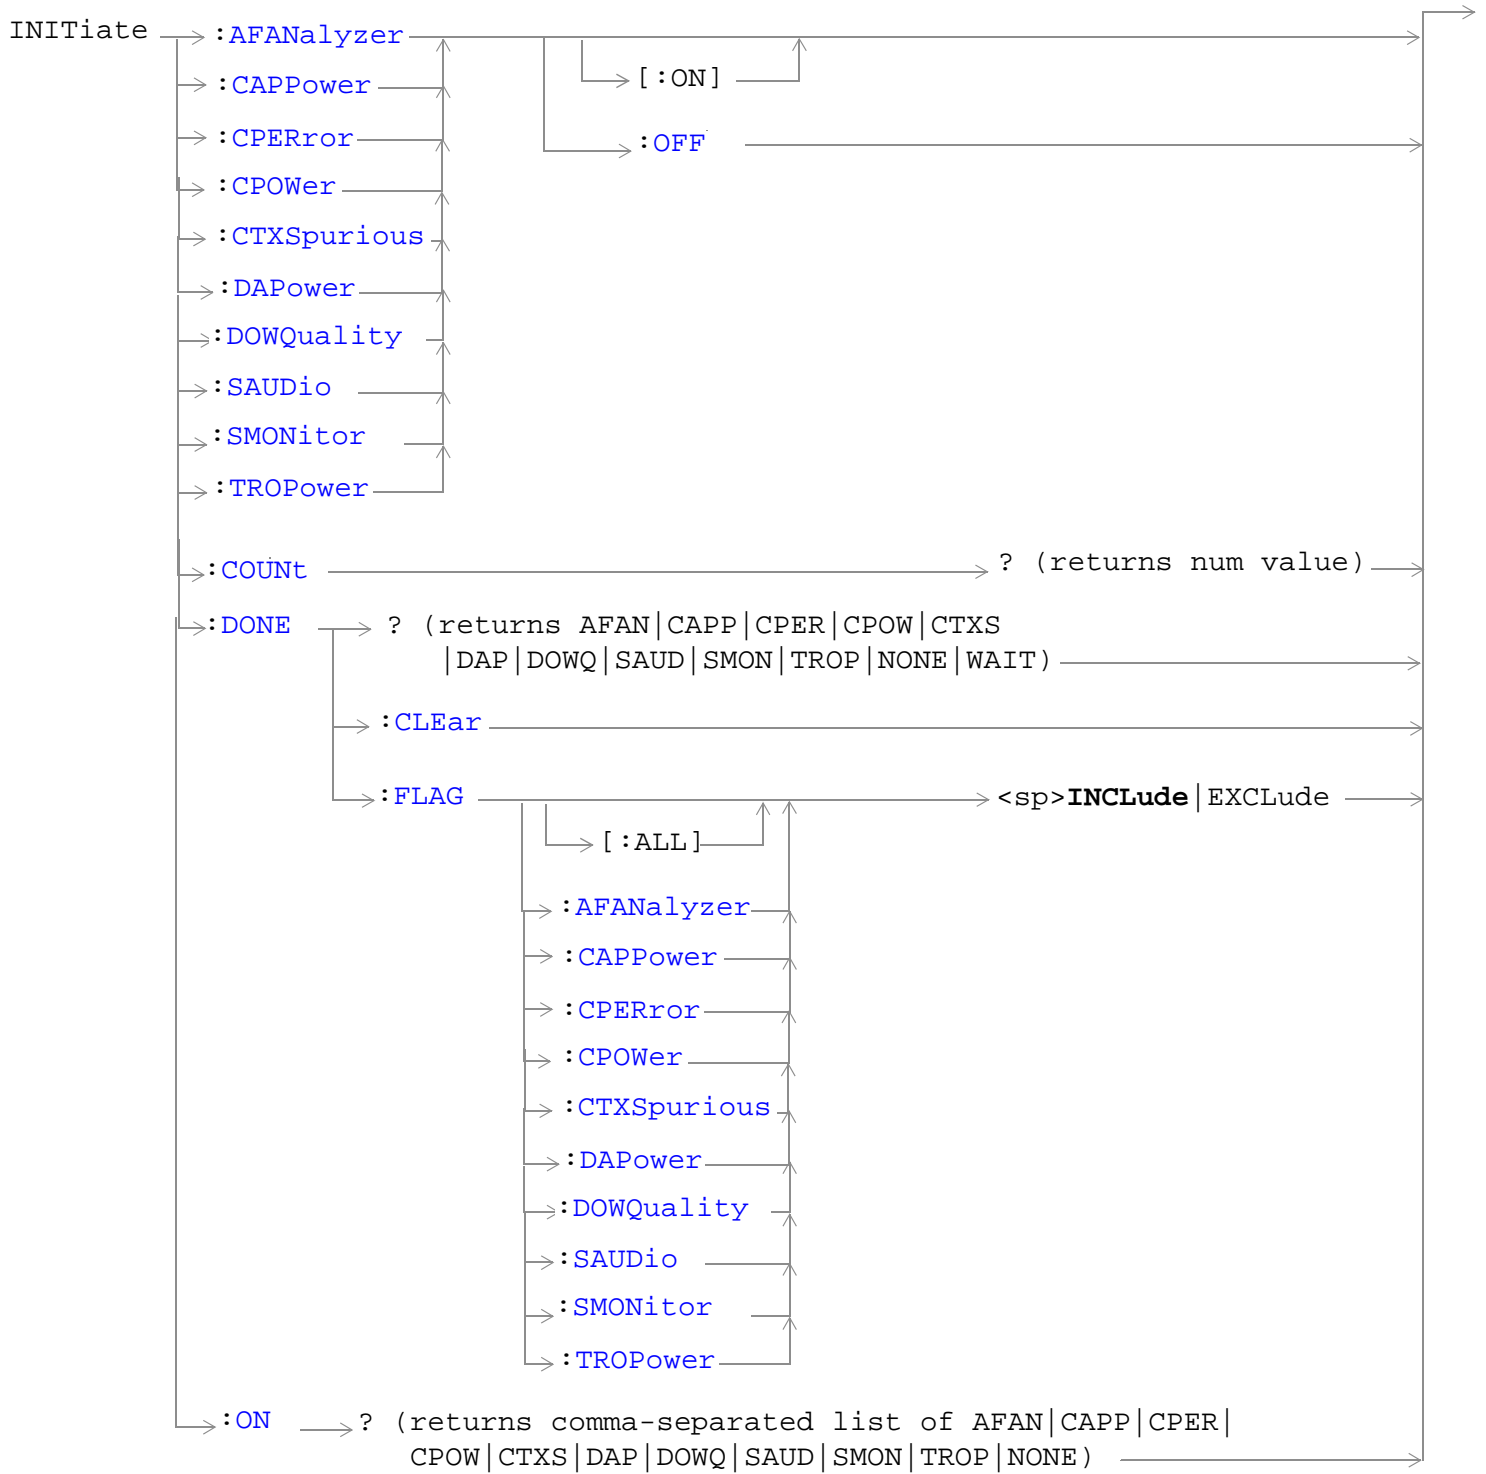 INITiate :AFANalyzer
[:ON]
:CAPPower
:CPERror
:OFF
:CPOWer
:CTXSpurious
:DAPower
:DOWQuality
:SAUDio
:SMONitor
:TROPower
:COUNt ? (returns num value)
:DONE ? (returns AFAN|CAPP|CPER|CPOW|CTXS
|DAP|DOWQ|SAUD|SMON|TROP|NONE|WAIT)
:CLEar
:FLAG <sp>INCLude|EXCLude
[:ALL]
:AFANalyzer
:CAPPower
:CPERror
:CPOWer
:CTXSpurious
:DAPower
:DOWQuality
:SAUDio
:SMONitor
:TROPower
:ON ? (returns comma-separated list of AFAN|CAPP|CPER|
CPOW|CTXS|DAP|DOWQ|SAUD|SMON|TROP|NONE)